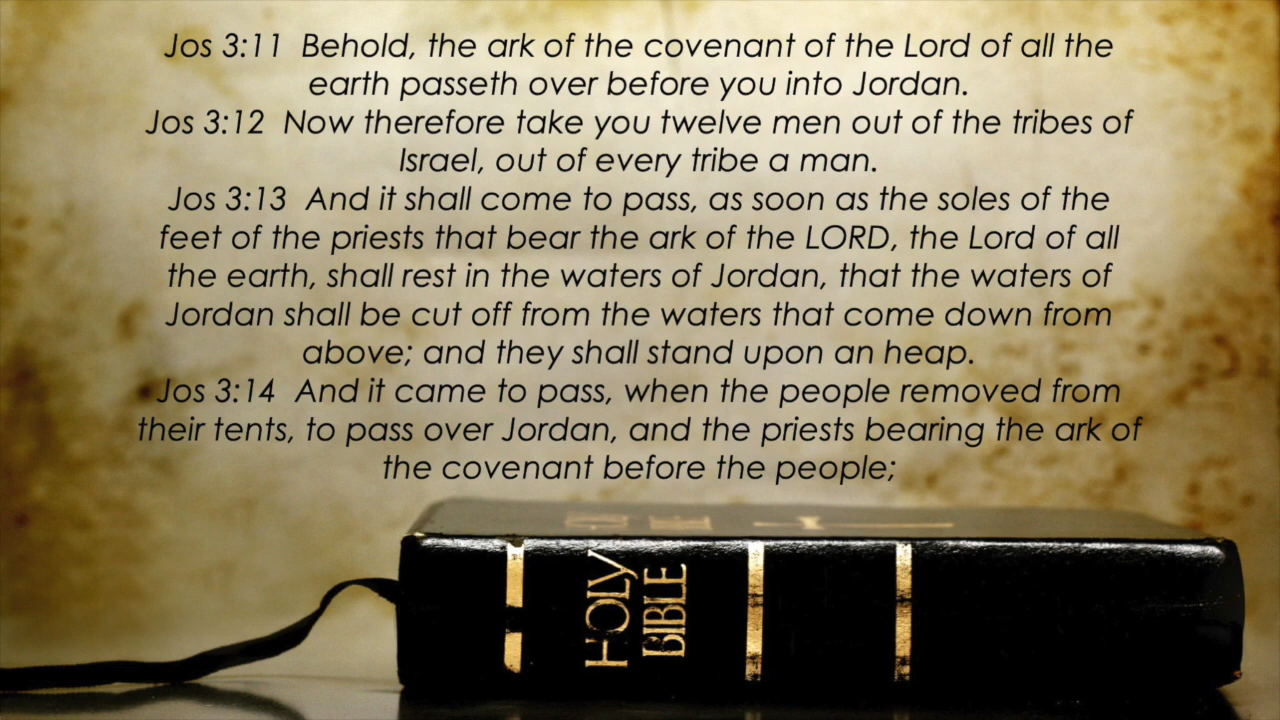 Jos 3:11  Behold, the ark of the covenant of the Lord of all the
earth passeth over before you into Jordan.
Jos 3:12  Now therefore take you twelve men out of the tribes of
Israel, out of every tribe a man.
Jos 3:13  And it shall come to pass, as soon as the soles of the
feet of the priests that bear the ark of the LORD, the Lord of all
the earth, shall rest in the waters of Jordan, that the waters of
Jordan shall be cut off from the waters that come down from
above; and they shall stand upon an heap.
Jos 3:14  And it came to pass, when the people removed from
their tents, to pass over Jordan, and the priests bearing the ark of
the covenant before the people;
HOLY
BIBLE